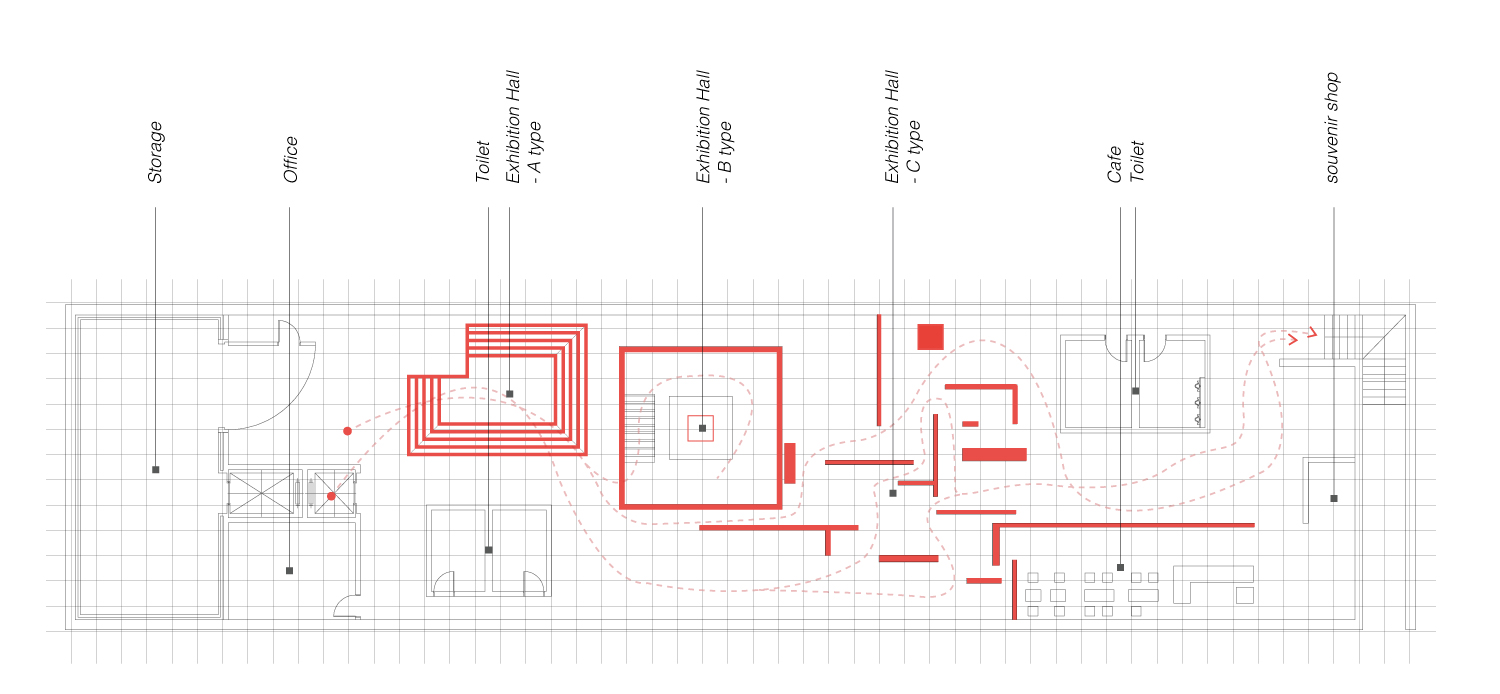 Storage
Office
Toilet
Exhibition Hall
- A type
Exhibition Hall
- B type
Exhibition Hall
- C type
Cafe
Toilet
souvenir shop